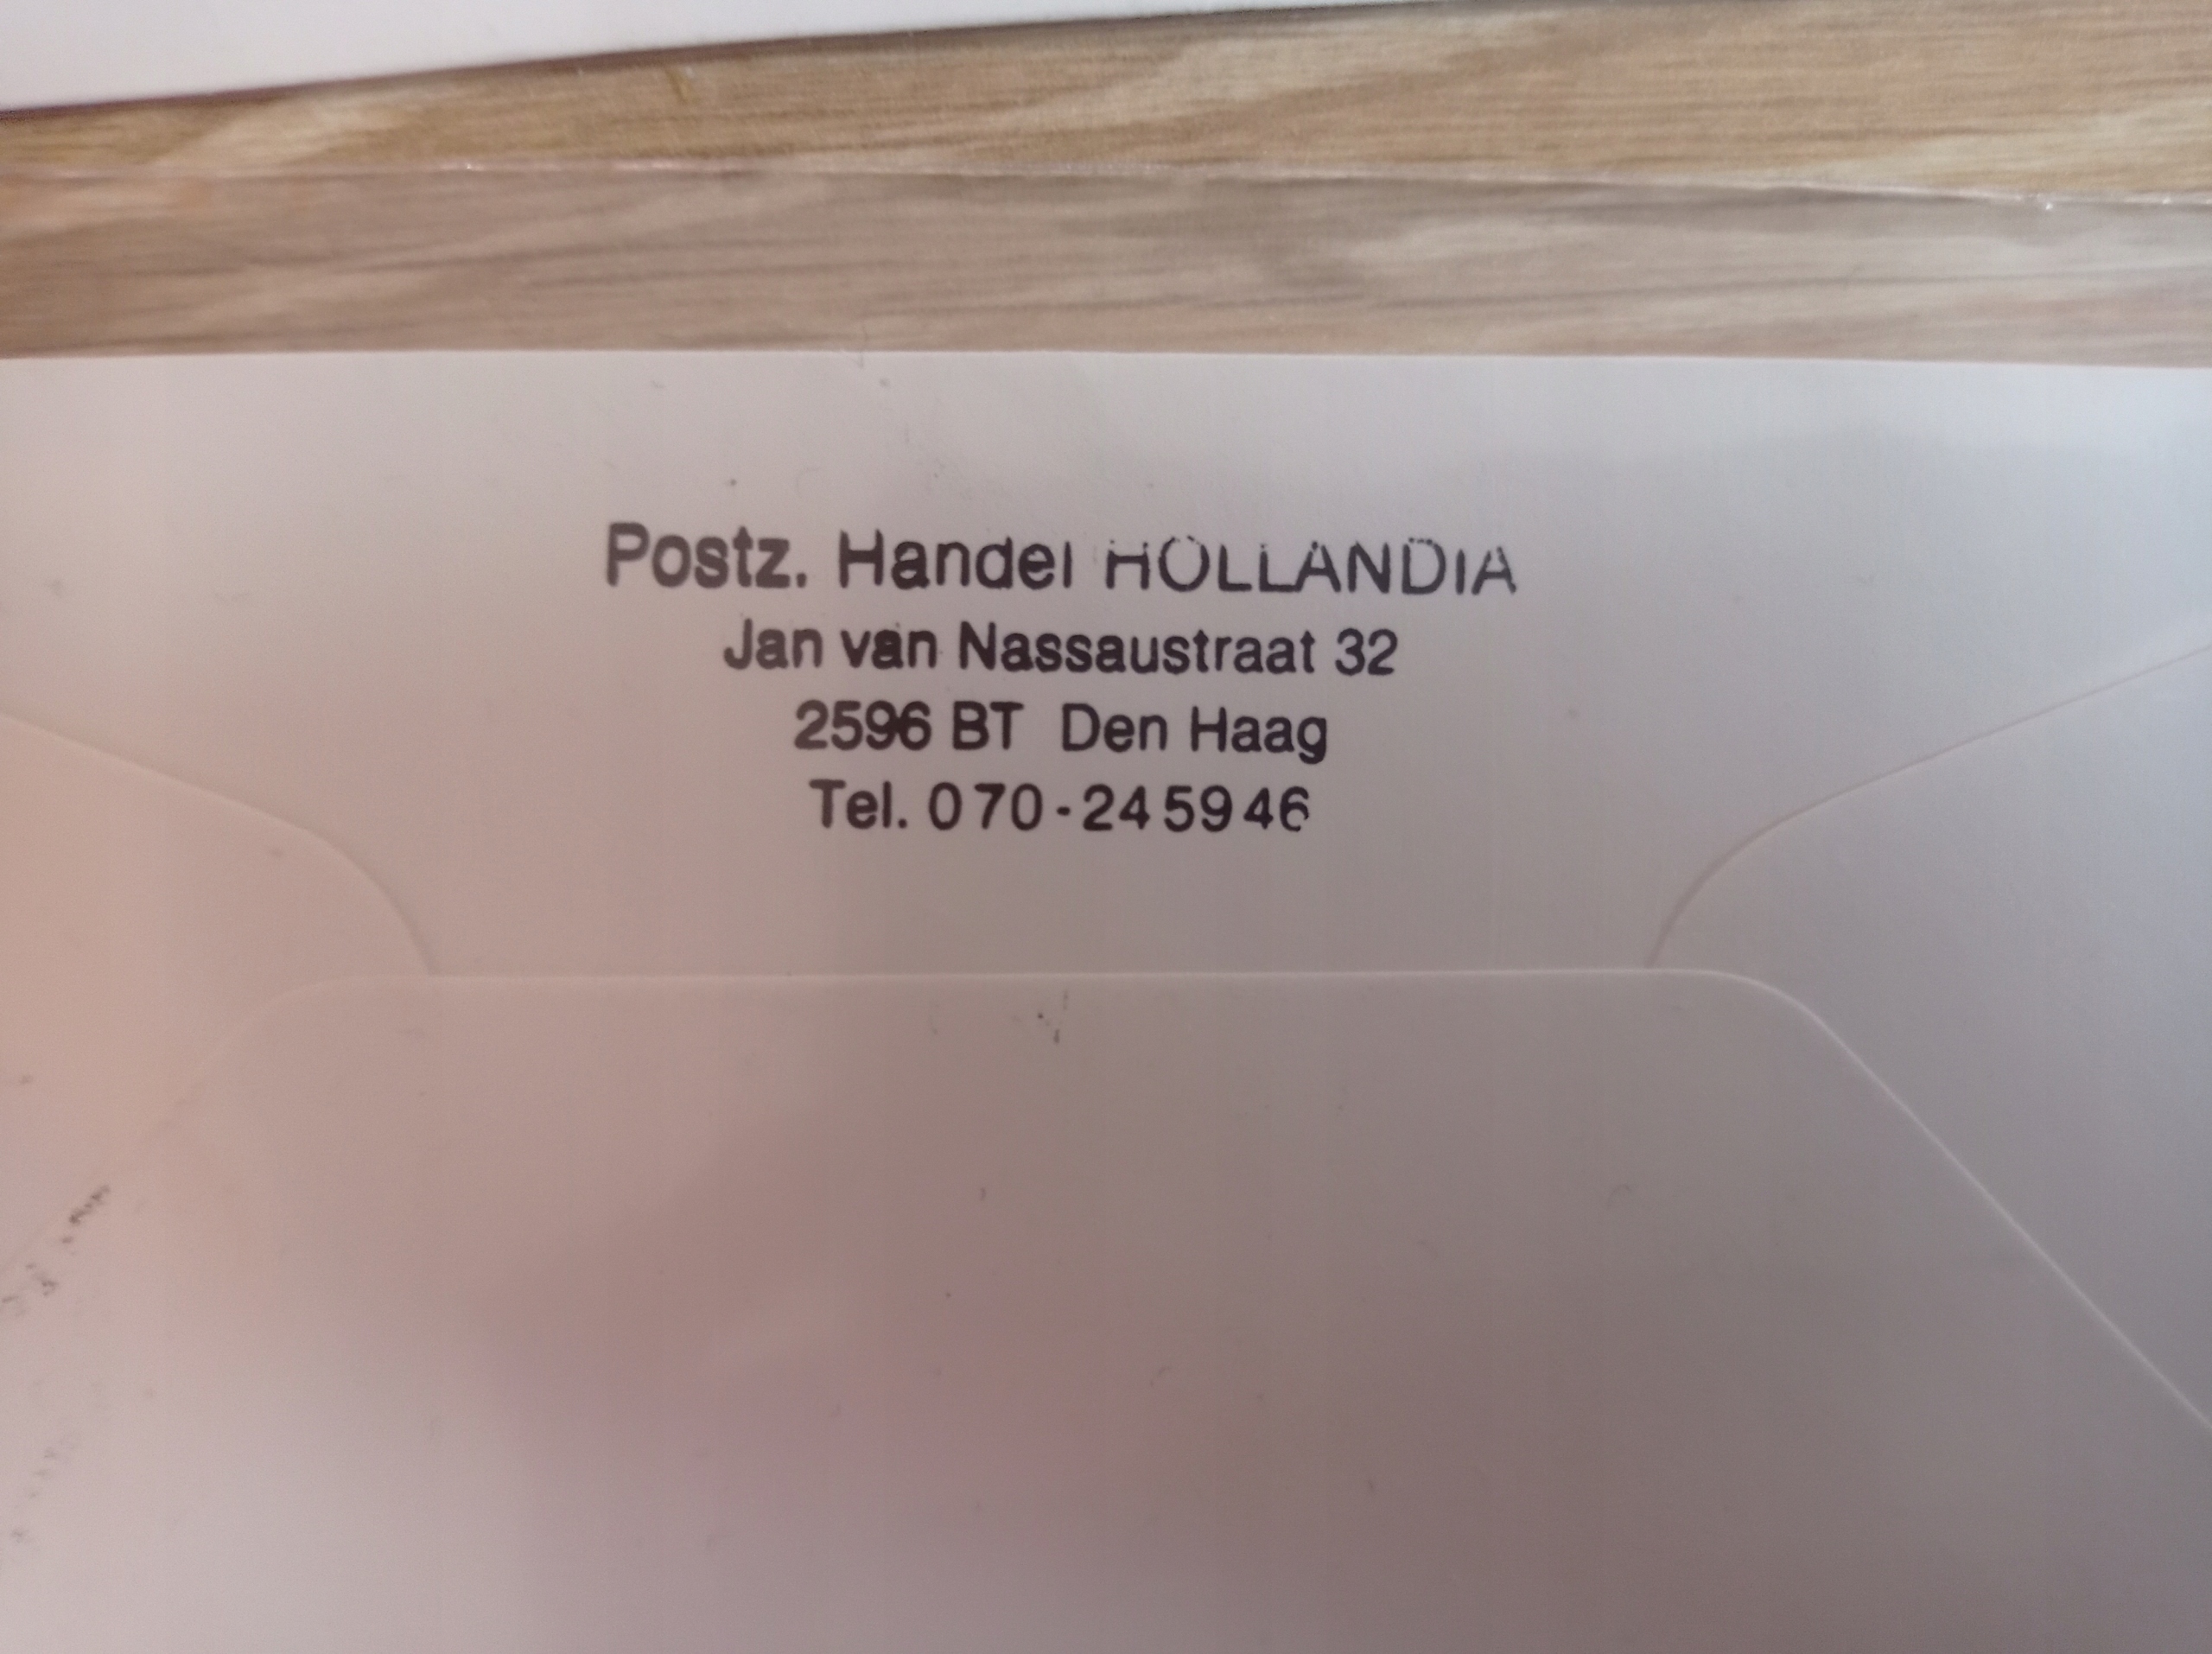 Postz. Handel HOLLANDIA
Jan van Nassaustraat 32
2596 BT Den Haag
Tel. 070-245946